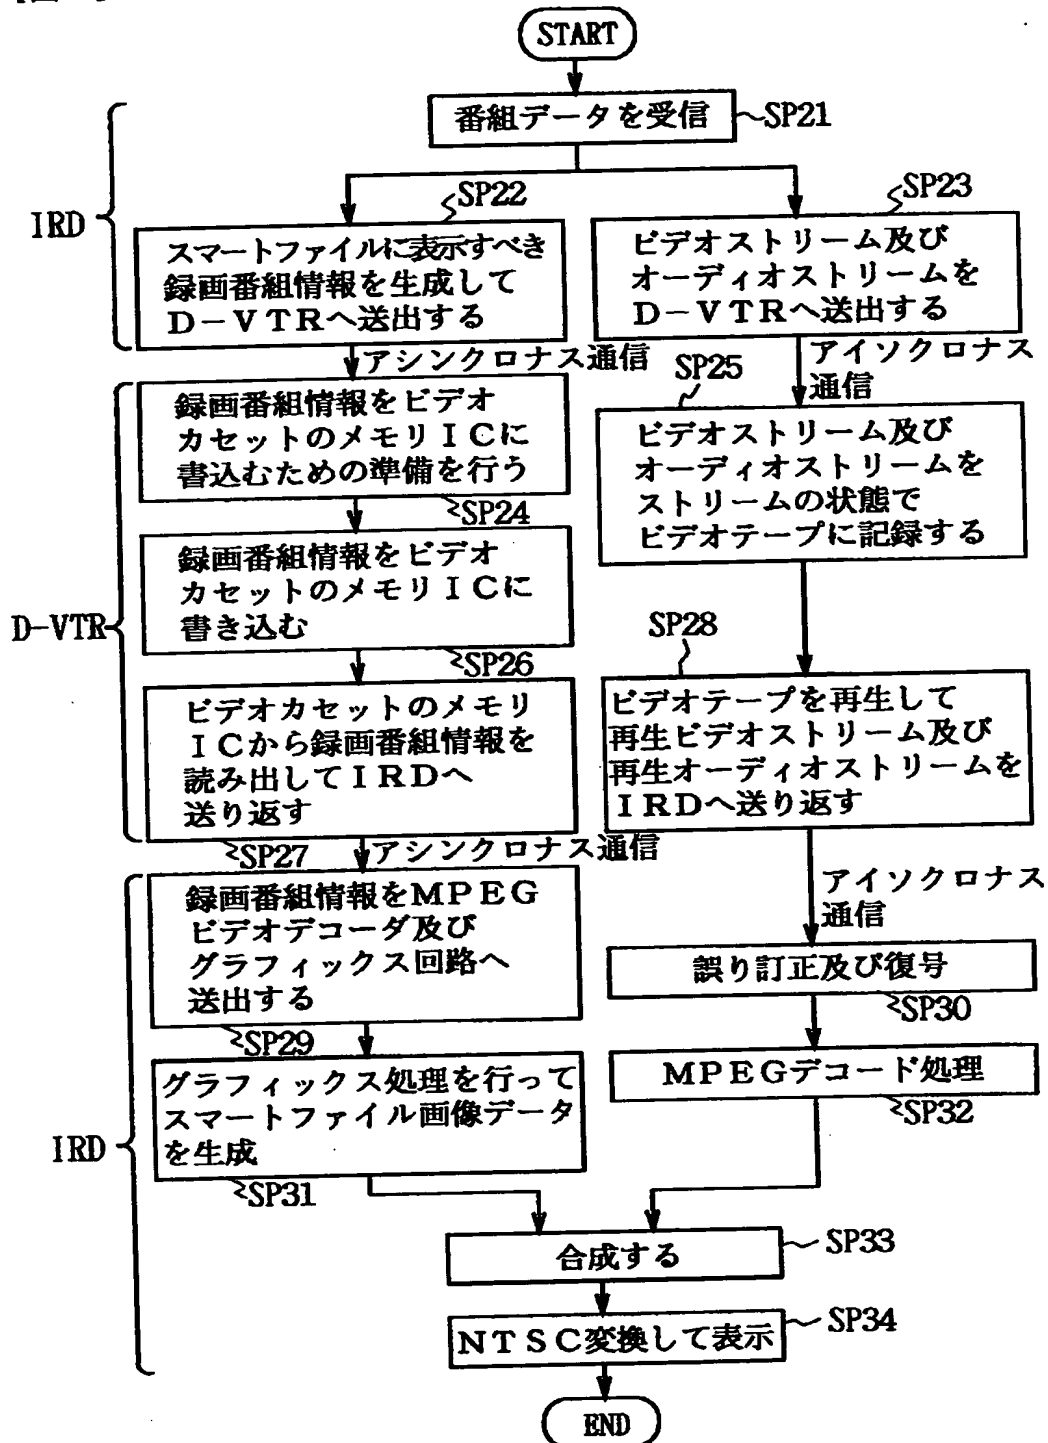 START
番組データを受信
SP21
IRD
SP22
スマートファイルに表示すべき
録画番組情報を生成して
D-VTRへ送出する
SP23
ビデオストリーム及び
オーディオストリームを
D-VTRへ送出する
アシンクロナス通信
アイソクロナス
通信
D-VTR
録画番組情報をビデオ
カセットのメモリICに
書込むための準備を行う
SP24
SP25
ビデオストリーム及び
オーディオストリームを
ストリームの状態で
ビデオテープに記録する
録画番組情報をビデオ
カセットのメモリICに
書き込む
SP26
ビデオカセットのメモリ
ICから録画番組情報を
読み出してIRDへ
送り返す
SP27
SP28
ビデオテープを再生して
再生ビデオストリーム及び
再生オーディオストリームを
IRDへ送り返す
アシンクロナス通信
アイソクロナス
通信
IRD
録画番組情報をMPEG
ビデオデコーダ及び
グラフィックス回路へ
送出する
SP29
誤り訂正及び復号
SP30
グラフィックス処理を行って
スマートファイル画像データ
を生成
SP31
MPEGデコード処理
SP32
合成する
SP33
NTSC変換して表示
SP34
END